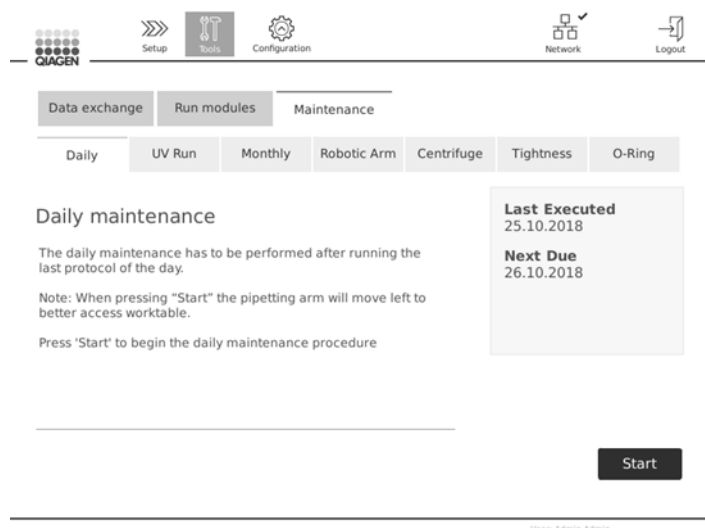 QIAGEN
Setup
Tools
Configuration
Network
Logout
Data exchange
Run modules
Maintenance
Daily
UV Run
Monthly
Robotic Arm
Centrifuge
Tightness
O-Ring
Daily maintenance
The daily maintenance has to be performed after running the
last protocol of the day.
Note: When pressing “Start” the pipetting arm will move left to
better access worktable.
Press 'Start' to begin the daily maintenance procedure
Last Executed
25.10.2018
Next Due
26.10.2018
Start